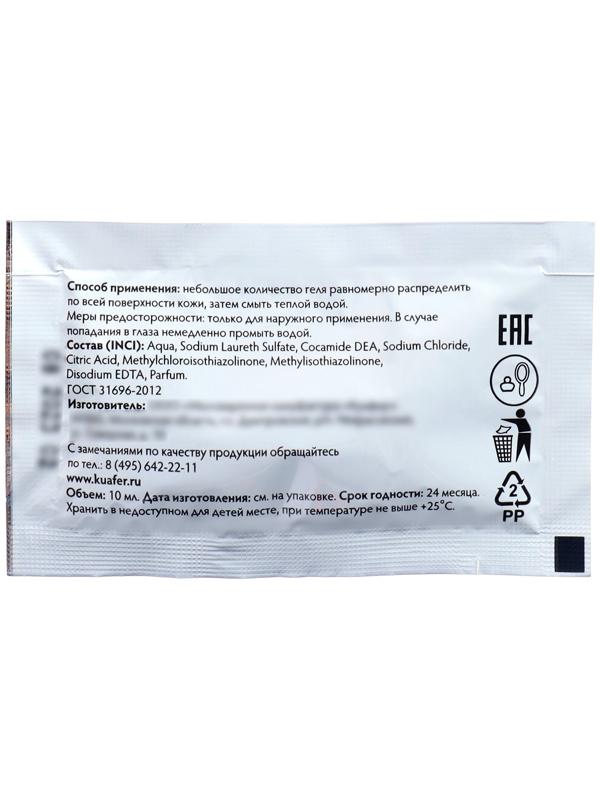 Способ применения: небольшое количество геля равномерно распределить
по всей поверхности кожи, затем смыть теплой водой.
Меры предосторожности: только для наружного применения. В случае
попадания в глаза немедленно промыть водой.
Состав (INCI): Aqua, Sodium Laureth Sulfate, Cocamide DEA, Sodium Chloride,
Citric Acid, Methylchloroisothiazolinone, Methylisothiazolinone,
Disodium EDTA, Parfum.
ГОСТ 31696-2012
Изготовитель:
С замечаниями по качеству продукции обращайтесь
по тел.: 8 (495) 642-22-11
www.kuafer.ru
Объем: 10 мл. Дата изготовления: см. на упаковке. Срок годности: 24 месяца.
Хранить в недоступном для детей месте, при температуре не выше +25°С.
EAC
2
PP